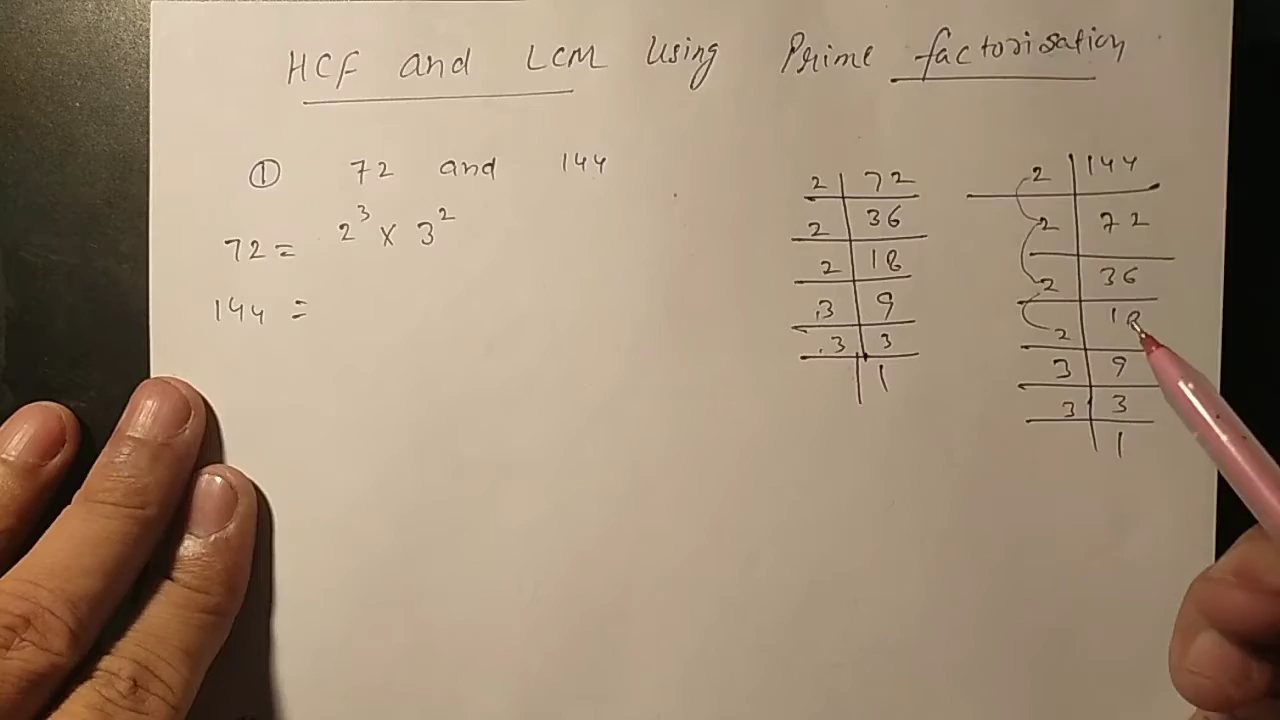 HCF and LCM Using Prime factorisation
① 72 and 144
72 = 2³ x 3²
144 =
2 | 72
2 | 36
2 | 18
3 | 9
3 | 3
1
2 | 144
2 | 72
2 | 36
2 | 18
3 | 9
3 | 3
1